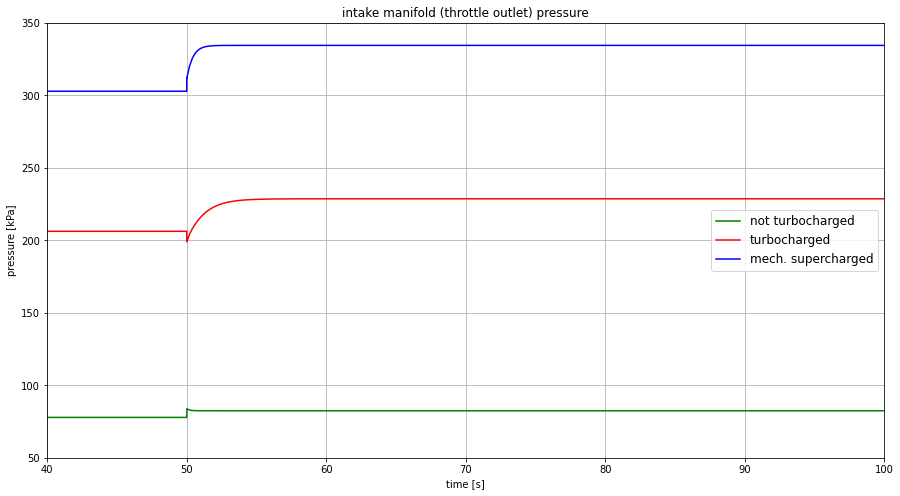 intake manifold (throttle outlet) pressure
350
300
250
200
150
100
50
pressure [kPa]
not turbocharged
turbocharged
mech. supercharged
40
50
60
70
80
90
100
time [s]